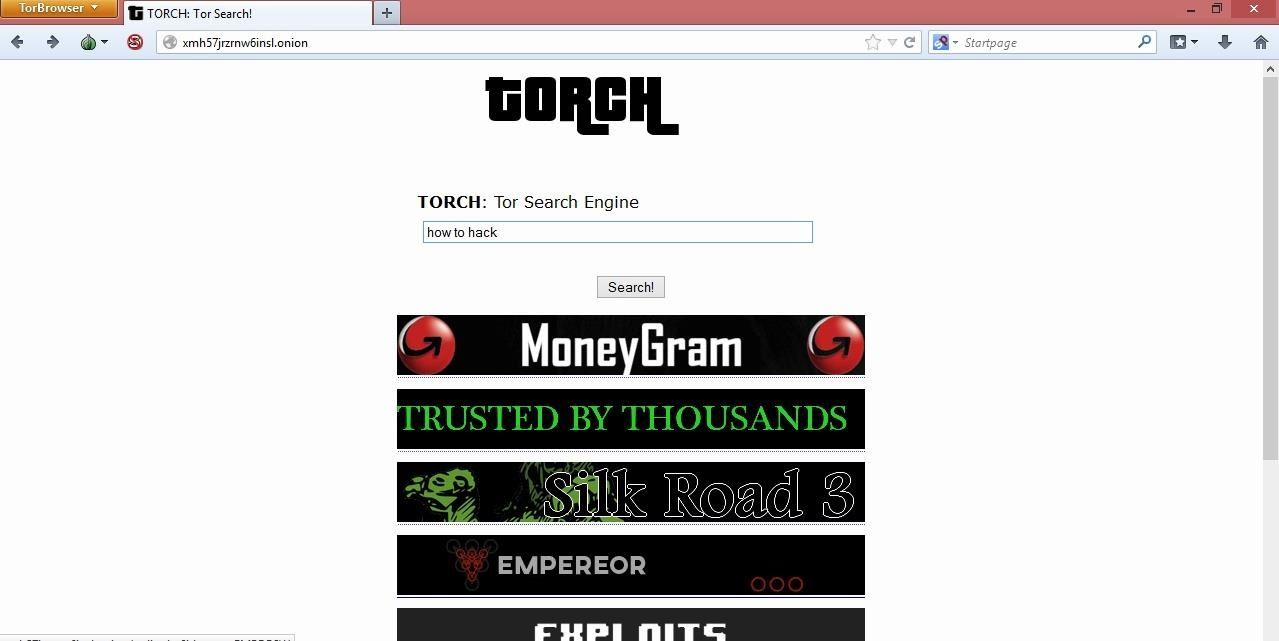 TorBrowser
TORCH: Tor Search!
xmh57jrzrnw6insl.onion
Startpage
TORCH
TORCH: Tor Search Engine
how to hack
Search!
MoneyGram
TRUSTED BY THOUSANDS
Silk Road 3
EMPEREOR
EXPLOITS